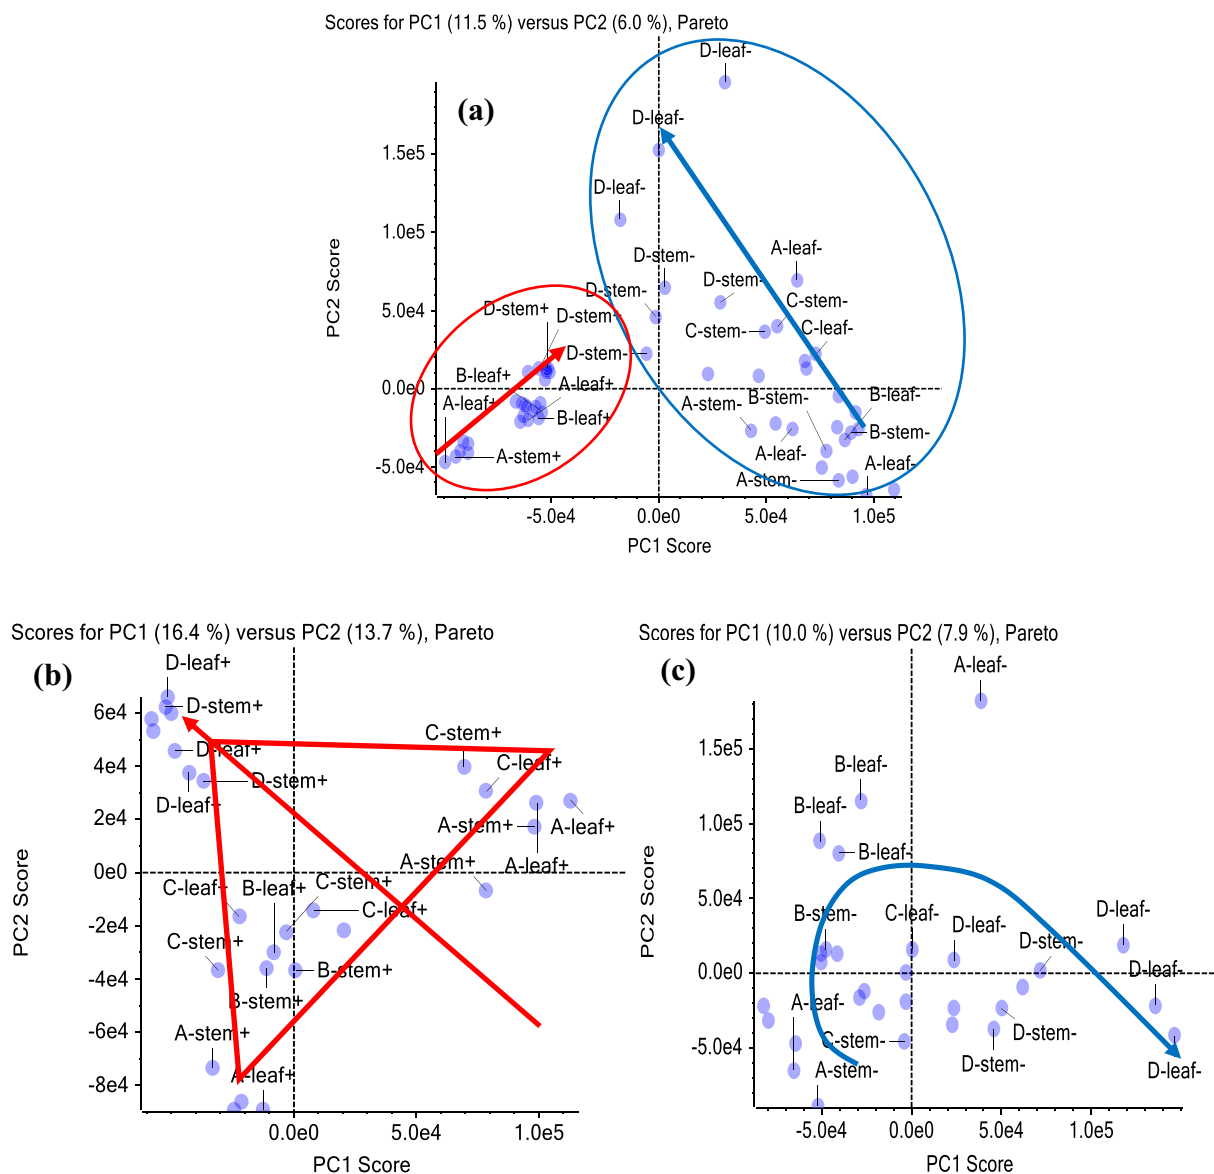 Scores for PC1 (11.5 %) versus PC2 (6.0 %), Pareto
(a)
D-leaf-
D-leaf-
1.5e5
D-leaf-
1.0e5
A-leaf-
D-stem-
D-stem-
D-stem-
C-stem-
5.0e4
D-stem+
D-stem+
C-stem-
C-leaf-
D-stem-
B-leaf+
A-leaf+
0.0e0
A-leaf+
B-leaf+
A-stem-
B-stem-
B-leaf-
B-stem-
A-stem+
A-leaf-
A-leaf-
-5.0e4
A-stem-
PC2 Score
-5.0e4 0.0e0 5.0e4 1.0e5
PC1 Score
Scores for PC1 (16.4 %) versus PC2 (13.7 %), Pareto
(b)
D-leaf+
D-stem+
6e4
D-leaf+
C-stem+
4e4
D-stem+
C-leaf+
D-leaf+
2e4
A-stem+
A-leaf+
A-stem+
A-leaf+
0e0
C-leaf+
B-leaf+
C-stem+
C-leaf+
-2e4
C-stem+
B-stem+
-4e4
B-stem+
-6e4
A-stem+
A-leaf+
-8e4
PC2 Score
0.0e0 5.0e4 1.0e5
PC1 Score
Scores for PC1 (10.0 %) versus PC2 (7.9 %), Pareto
(c)
A-leaf-
1.5e5
B-leaf-
B-leaf-
1.0e5
B-leaf-
5.0e4
B-stem-
C-leaf-
D-leaf-
D-leaf-
D-stem-
0.0e0
D-leaf-
A-leaf-
C-stem-
D-stem-
-5.0e4
A-stem-
D-stem-
D-leaf-
PC2 Score
-5.0e4 0.0e0 5.0e4 1.0e5
PC1 Score